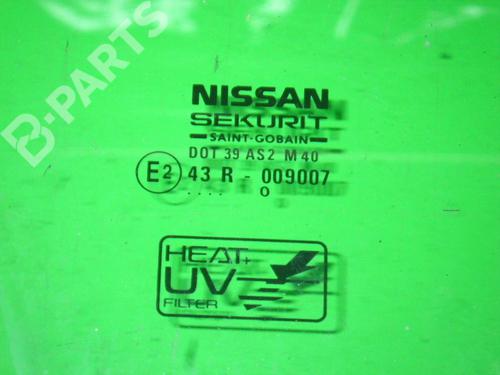 B-PARTS
NISSAN
SEKURIT
SAINT-GOBAIN
DOT 39 AS2 M40
E2 43 R - 009007
.... O
HEAT+
UV
FILTER